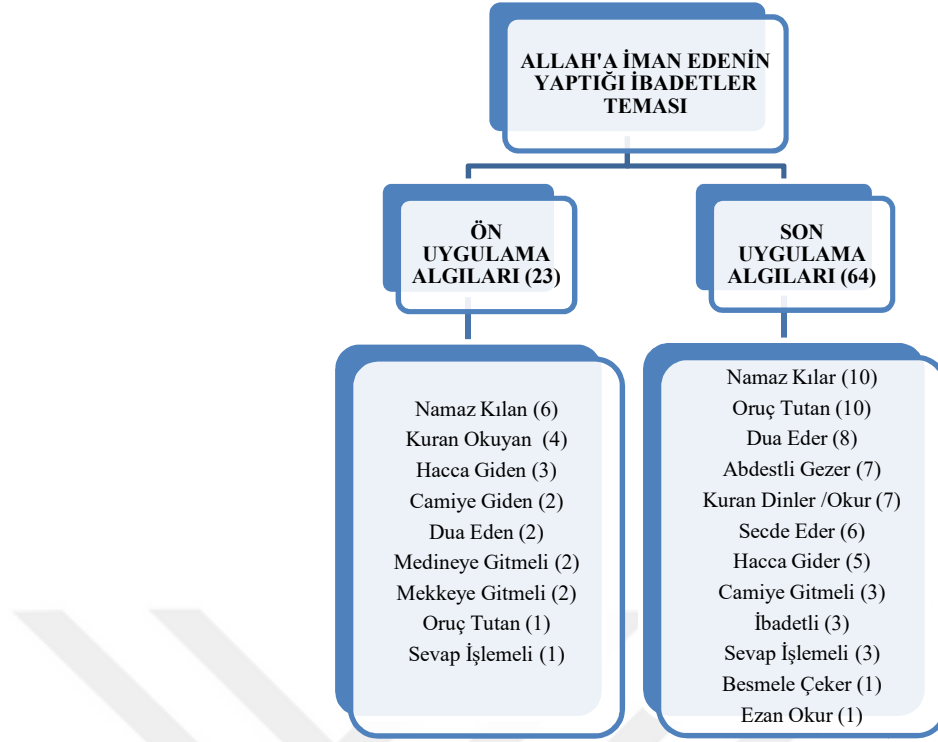 ALLAH'A İMAN EDENİN
YAPTIĞI İBADETLER
TEMASI
ÖN
UYGULAMA
ALGILARI (23)
Namaz Kılan (6)
Kuran Okuyan (4)
Hacca Giden (3)
Camiye Giden (2)
Dua Eden (2)
Medineye Gitmeli (2)
Mekkeye Gitmeli (2)
Oruç Tutan (1)
Sevap İşlemeli (1)
SON
UYGULAMA
ALGILARI (64)
Namaz Kılar (10)
Oruç Tutan (10)
Dua Eder (8)
Abdestli Gezer (7)
Kuran Dinler /Okur (7)
Secde Eder (6)
Hacca Gider (5)
Camiye Gitmeli (3)
İbadetli (3)
Sevap İşlemeli (3)
Besmele Çeker (1)
Ezan Okur (1)